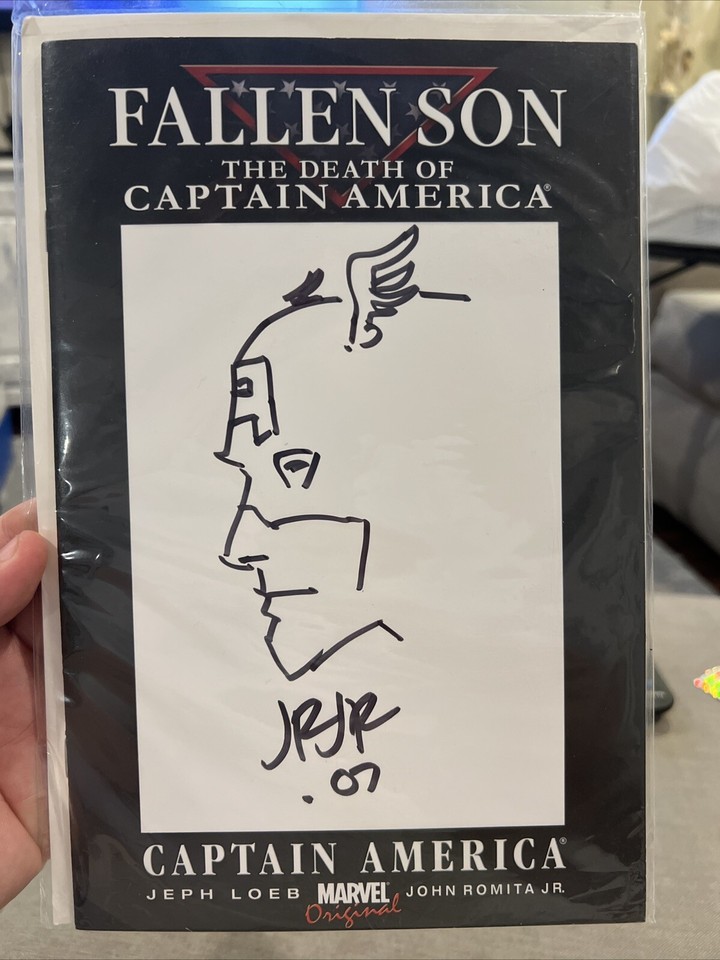 FALLEN SON
THE DEATH OF
CAPTAIN AMERICA®
A
JRJR
.07
CAPTAIN AMERICA®
JEPH LOEB MARVEL JOHN ROMITA JR.
Original